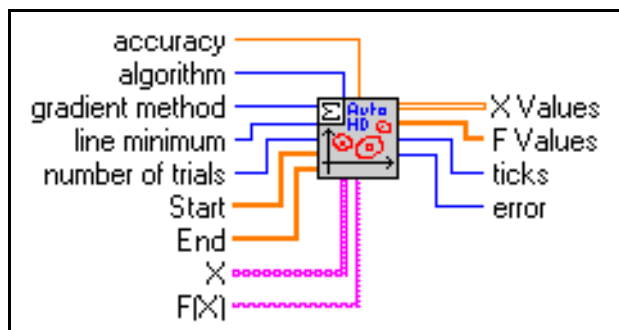 accuracy
algorithm
gradient method
line minimum
number of trials
Start
End
X
F(X)
Σ Auto
HD
X Values
F Values
ticks
error